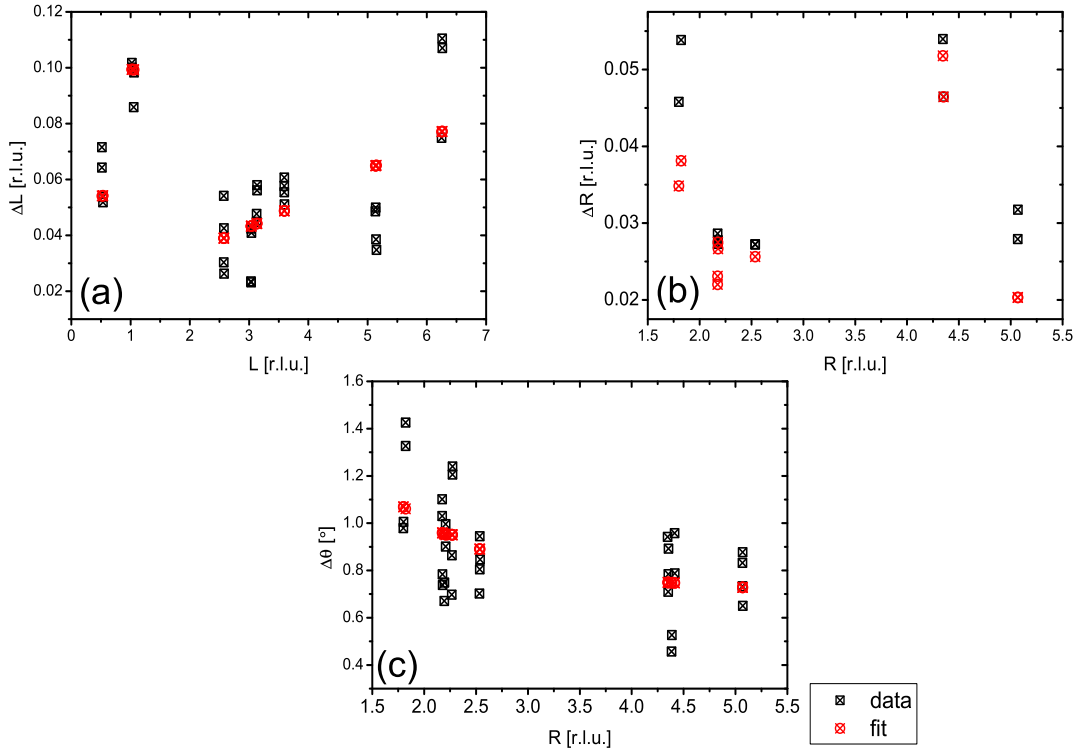 0.12
0.10
0.08
0.06
0.04
0.02
ΔL [r.l.u.]
(a)
0 1 2 3 4 5 6 7
L [r.l.u.]
0.05
0.04
0.03
0.02
ΔR [r.l.u.]
(b)
1.5 2.0 2.5 3.0 3.5 4.0 4.5 5.0 5.5
R [r.l.u.]
1.6
1.4
1.2
1.0
0.8
0.6
0.4
Δθ [°]
(c)
1.5 2.0 2.5 3.0 3.5 4.0 4.5 5.0 5.5
R [r.l.u.]
data
fit